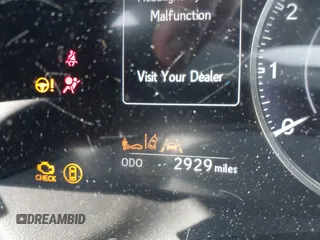 Malfunction
Visit Your Dealer
2
1
0
ODO 2929 miles
CHECK
DREAMBID